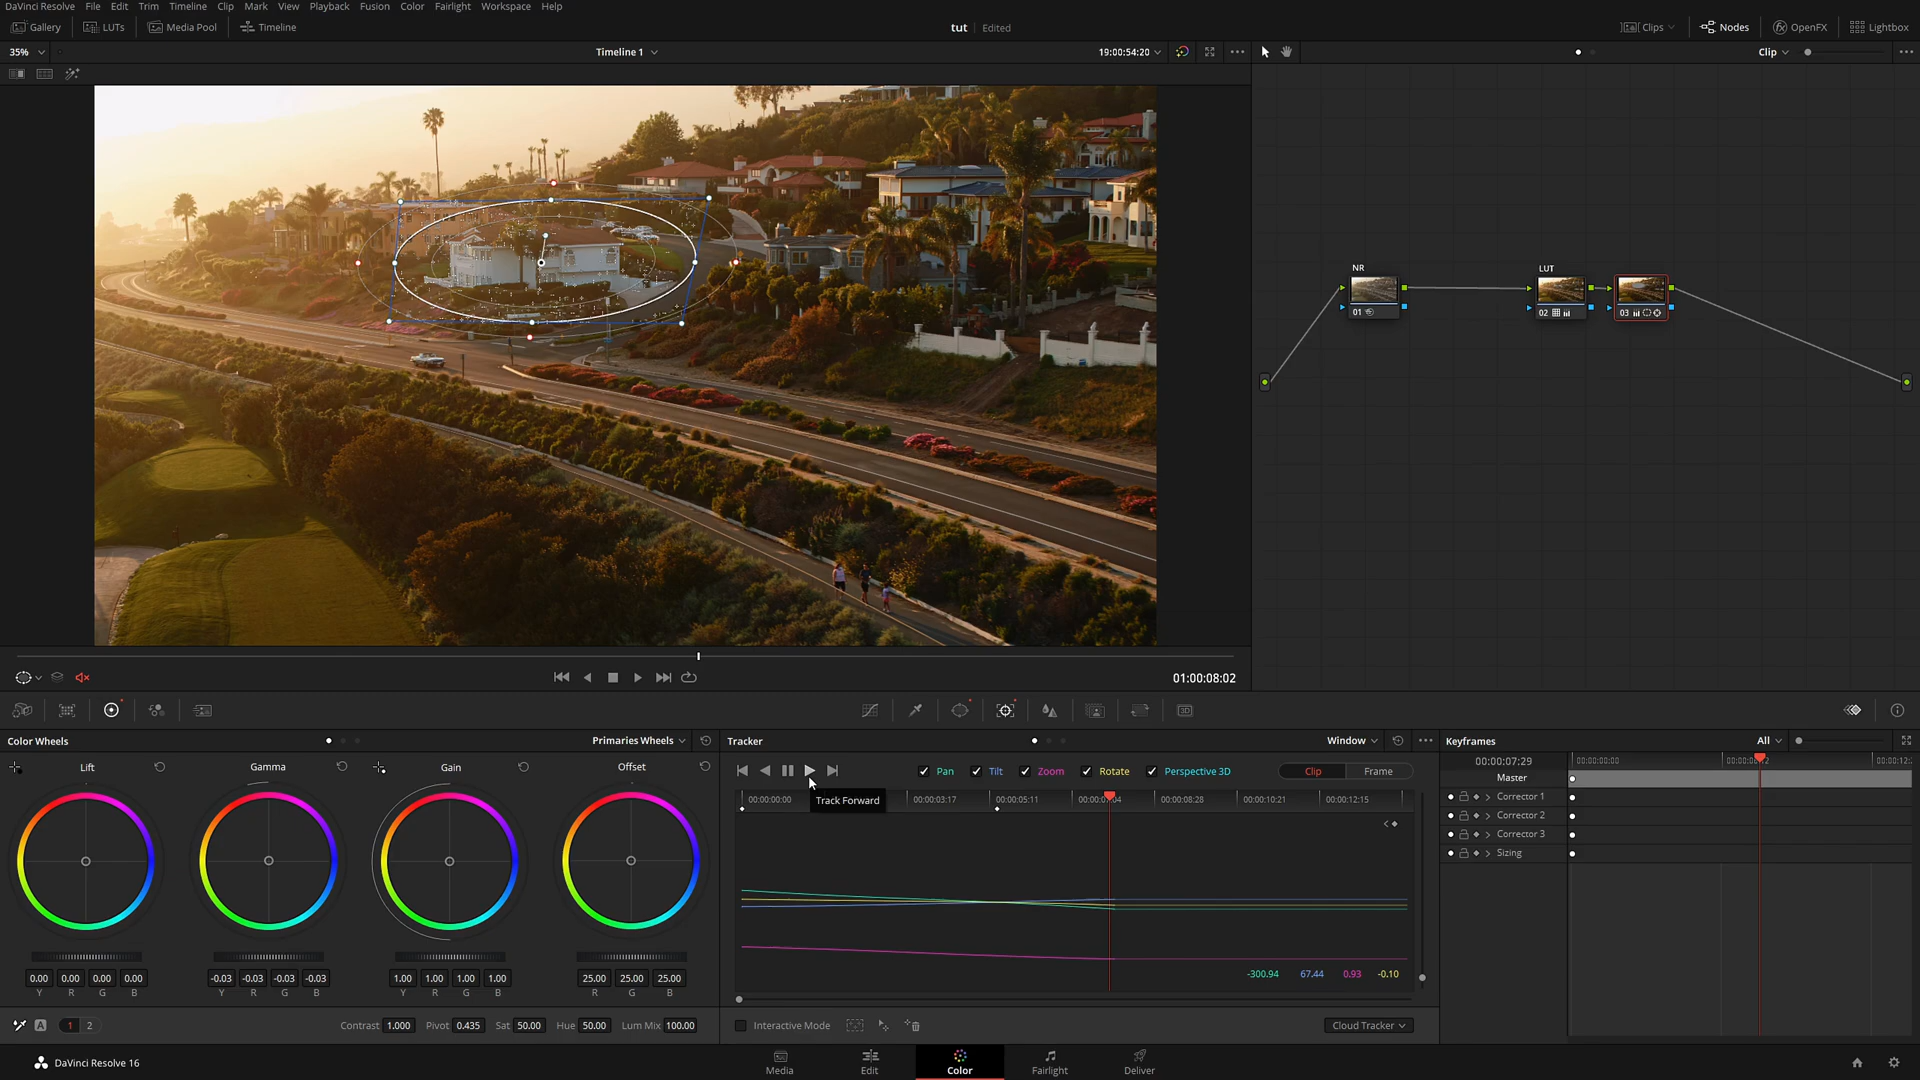 DaVinci Resolve File Edit Trim Timeline Clip Mark View Playback Fusion Color Fairlight Workspace Help
Gallery LUTs Media Pool Timeline tut Edited Clips Nodes OpenFX Lightbox
35% Timeline 1 19:00:54:20 Clip
NR LUT
01 02 03
01:00:08:02
Color Wheels Primaries Wheels Tracker Window Keyframes All
Lift Gamma Gain Offset
Pan Tilt Zoom Rotate Perspective 3D Clip Frame
Track Forward
00:00:00:00 00:00:03:17 00:00:05:11 00:00:08:28 00:00:10:21 00:00:12:15
00:00:07:29 00:00:00:00
Master
Corrector 1
Corrector 2
Corrector 3
Sizing
-300.94 67.44 0.93 -0.10
0.00 0.00 0.00 0.00 -0.03 -0.03 -0.03 -0.03 1.00 1.00 1.00 1.00 25.00 25.00 25.00
Y R G B Y R G B Y R G B R G B
A 1 2 Contrast 1.000 Pivot 0.435 Sat 50.00 Hue 50.00 Lum Mix 100.00
Interactive Mode Cloud Tracker
DaVinci Resolve 16 Media Edit Color Fairlight Deliver